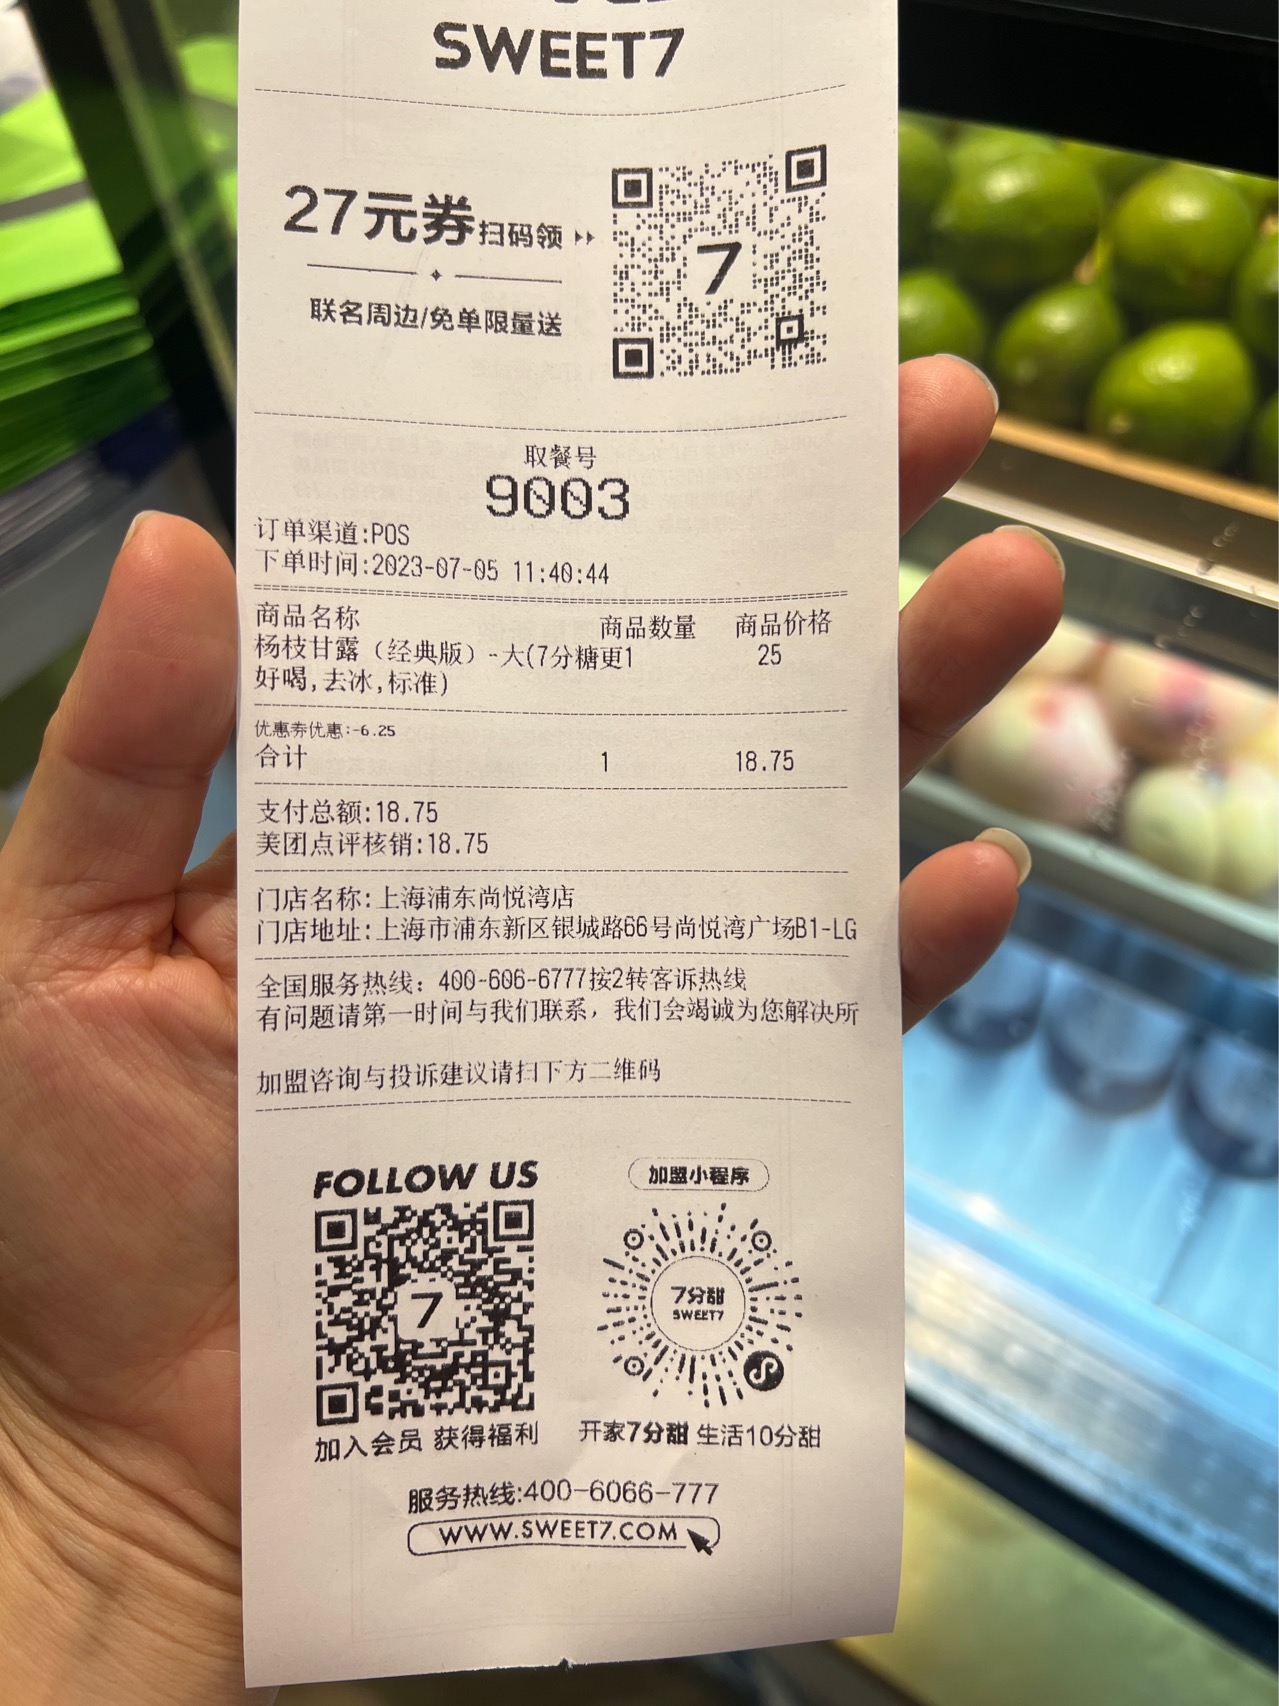 SWEET7
27元券扫码领
联名周边/免单限量送
7
取餐号
9003
订单渠道:POS
下单时间:2023-07-05 11:40:44
商品名称 商品数量 商品价格
杨枝甘露（经典版）-大(7分糖更1 25
好喝,去冰,标准)
优惠券优惠:-6.25
合计 1 18.75
支付总额:18.75
美团点评核销:18.75
门店名称:上海浦东尚悦湾店
门店地址:上海市浦东新区银城路66号尚悦湾广场B1-LG
全国服务热线：400-606-6777按2转客诉热线
有问题请第一时间与我们联系，我们会竭诚为您解决所
加盟咨询与投诉建议请扫下方二维码
FOLLOW US
7
加入会员 获得福利
加盟小程序
7分甜
SWEET7
开家7分甜 生活10分甜
服务热线:400-6066-777
WWW.SWEET7.COM